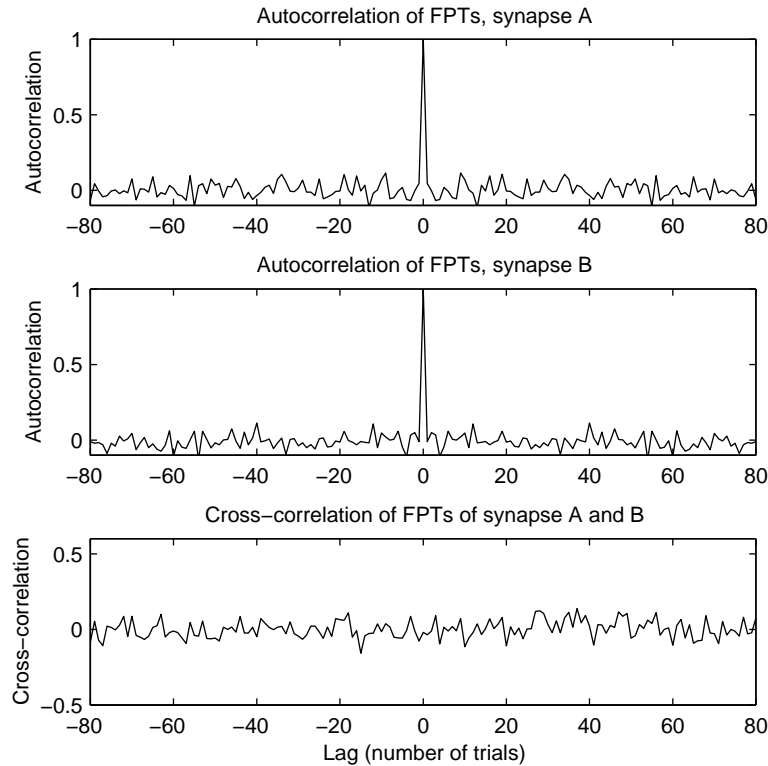 Autocorrelation of FPTs, synapse A
Autocorrelation
1
0.5
0
−80 −60 −40 −20 0 20 40 60 80
Autocorrelation of FPTs, synapse B
Autocorrelation
1
0.5
0
−80 −60 −40 −20 0 20 40 60 80
Cross−correlation of FPTs of synapse A and B
Cross−correlation
0.5
0
−0.5
−80 −60 −40 −20 0 20 40 60 80
Lag (number of trials)